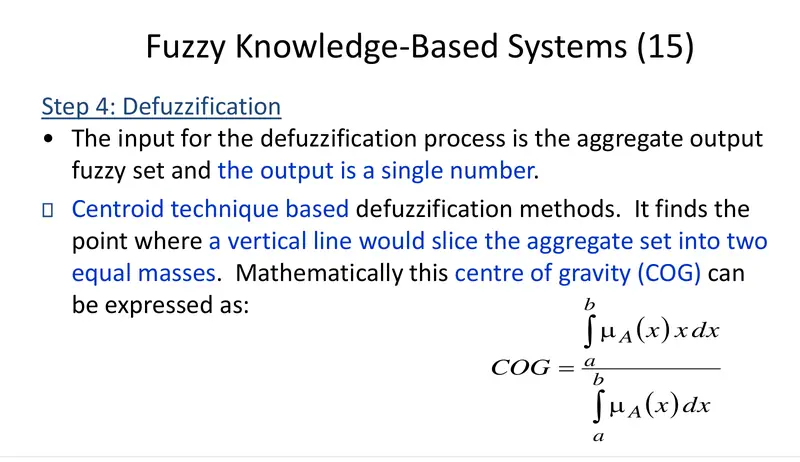 Fuzzy Knowledge-Based Systems (15)
Step 4: Defuzzification
• The input for the defuzzification process is the aggregate output
fuzzy set and the output is a single number.
Centroid technique based defuzzification methods. It finds the
point where a vertical line would slice the aggregate set into two
equal masses. Mathematically this centre of gravity (COG) can
be expressed as:
b
∫ μ_A(x) x dx
COG = a
b
∫ μ_A(x) dx
a